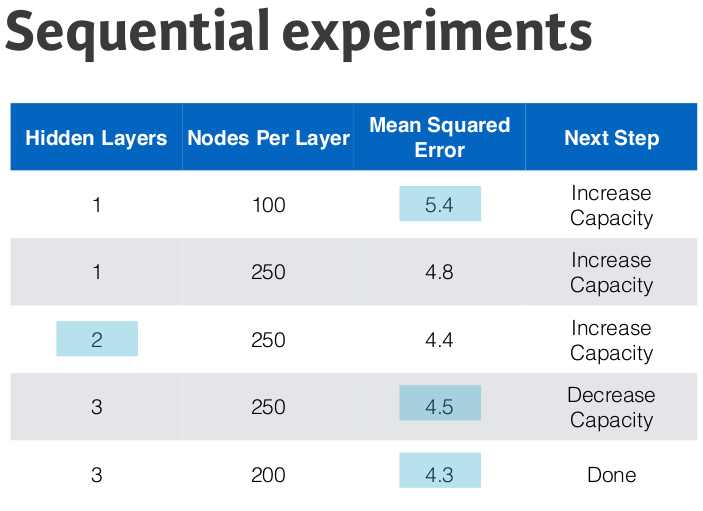 Sequential experiments
Hidden Layers Nodes Per Layer Mean Squared Error Next Step
1 100 5.4 Increase Capacity
1 250 4.8 Increase Capacity
2 250 4.4 Increase Capacity
3 250 4.5 Decrease Capacity
3 200 4.3 Done